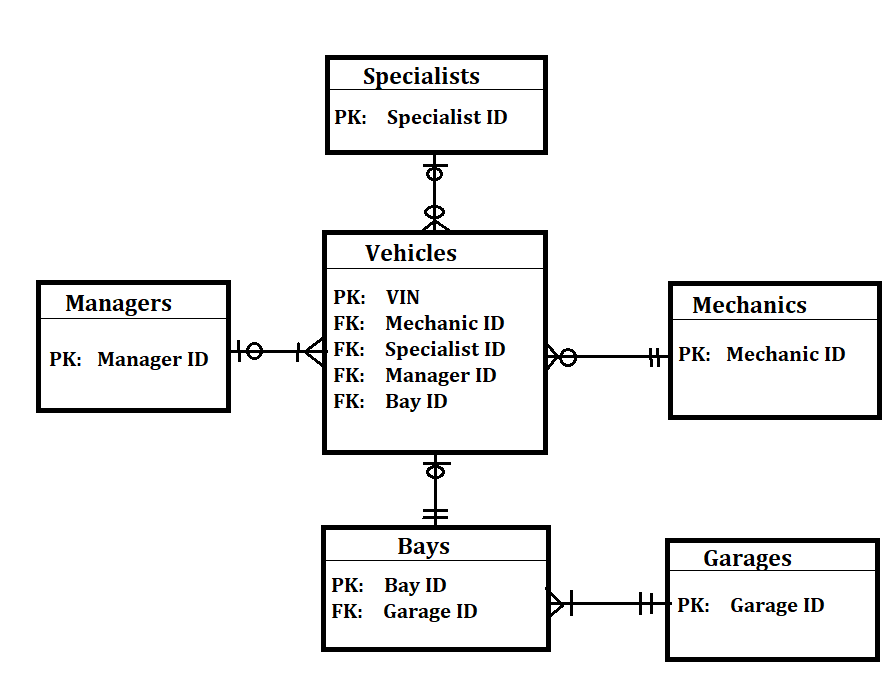 Specialists
PK: Specialist ID
Vehicles
PK: VIN
FK: Mechanic ID
FK: Specialist ID
FK: Manager ID
FK: Bay ID
Managers
PK: Manager ID
Mechanics
PK: Mechanic ID
Bays
PK: Bay ID
FK: Garage ID
Garages
PK: Garage ID